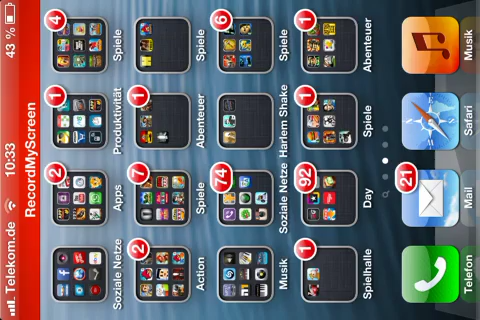 Telekom.de 10:33 43 %
RecordMyScreen
2 1 4
Soziale Netze Apps Produktivität Spiele
2 7 1
Action Spiele Abenteuer Spiele
74 6
Musik Soziale Netze Harlem Shake Spiele
1 92 1 1
Spielhalle Day Spiele Abenteuer
21
Telefon Mail Safari Musik